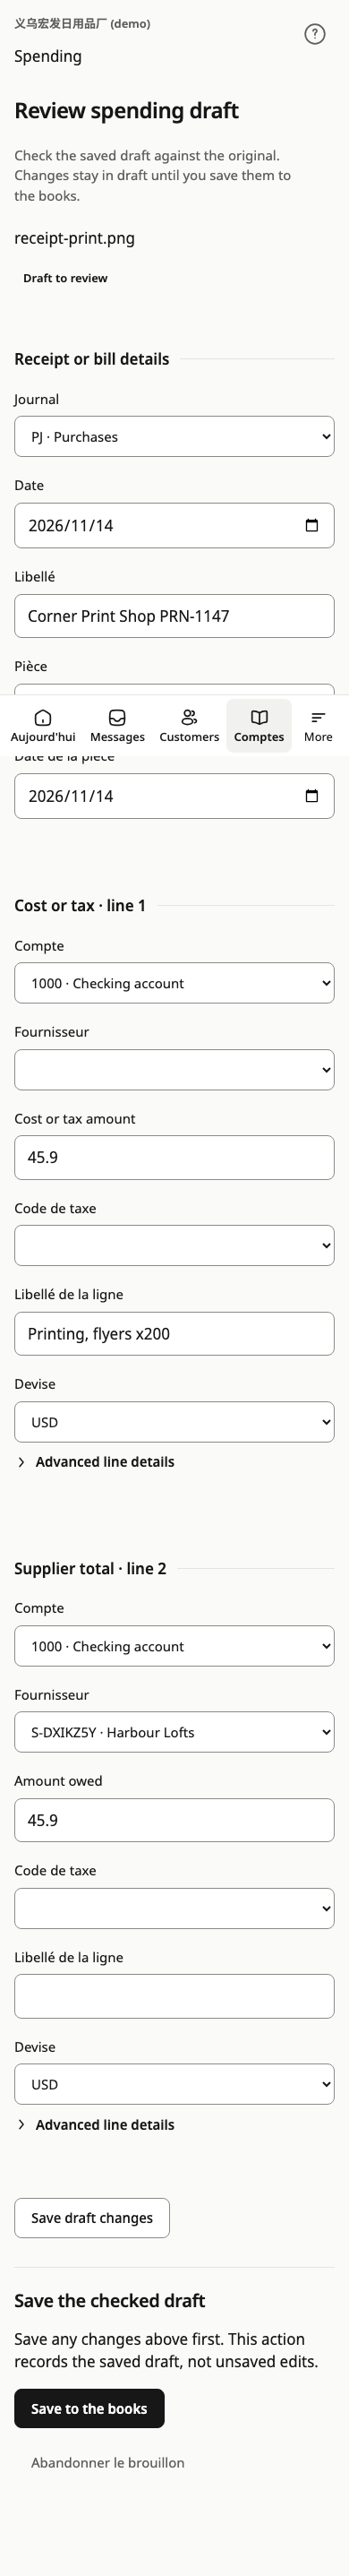 义乌宏发日用品厂 (demo)
Spending
Review spending draft
Check the saved draft against the original.
Changes stay in draft until you save them to
the books.
receipt-print.png
Draft to review
Receipt or bill details
Journal
PJ · Purchases
Date
2026/11/14
Libellé
Corner Print Shop PRN-1147
Pièce
Aujourd'hui
Messages
Customers
Comptes
More
Date de la pièce
2026/11/14
Cost or tax · line 1
Compte
1000 · Checking account
Fournisseur
Cost or tax amount
45.9
Code de taxe
Libellé de la ligne
Printing, flyers x200
Devise
USD
Advanced line details
Supplier total · line 2
Compte
1000 · Checking account
Fournisseur
S-DXIKZ5Y · Harbour Lofts
Amount owed
45.9
Code de taxe
Libellé de la ligne
Devise
USD
Advanced line details
Save draft changes
Save the checked draft
Save any changes above first. This action
records the saved draft, not unsaved edits.
Save to the books
Abandonner le brouillon